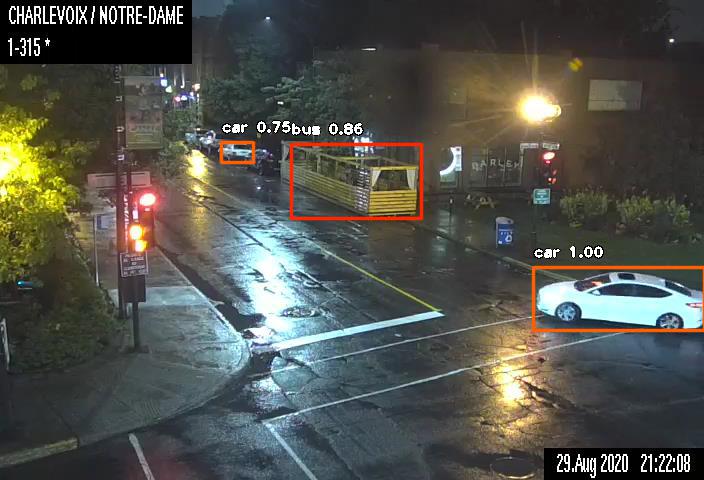 CHARLEVOIX / NOTRE-DAME
1-315 *
car 0.75
bus 0.86
BARLEY
car 1.00
29.Aug 2020 21:22:08